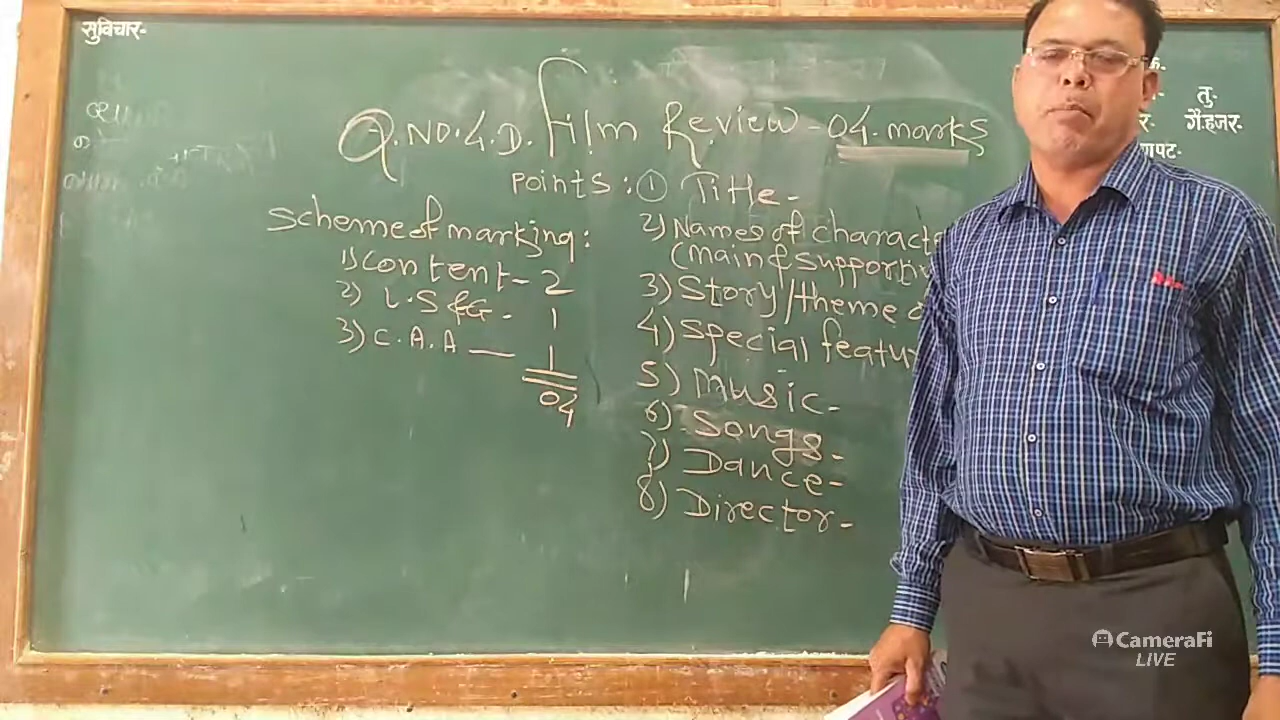 सुविचार-
Q.No.4.D. Film Review - 04. marks
Points: ① Title-
Scheme of marking:
1) Content - 2
2) L.S &G. - 1
3) C.A.A — 1
04
2) Names of characte
(main & supportin
3) Story/theme
4) Special featu
5) Music-
6) Songs-
7) Dance-
8) Director-
तु-
गै.हजर-
CameraFi
LIVE